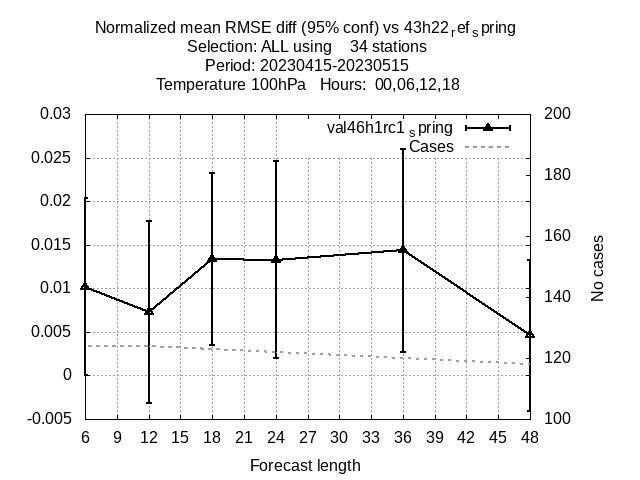 Normalized mean RMSE diff (95% conf) vs 43h22ref spring
Selection: ALL using    34 stations
Period: 20230415-20230515
Temperature 100hPa   Hours:  00,06,12,18
0.03
0.025
0.02
0.015
0.01
0.005
0
-0.005
200
180
160
140
120
100
val46h1rc1spring
Cases
No cases
6 9 12 15 18 21 24 27 30 33 36 39 42 45 48
Forecast length